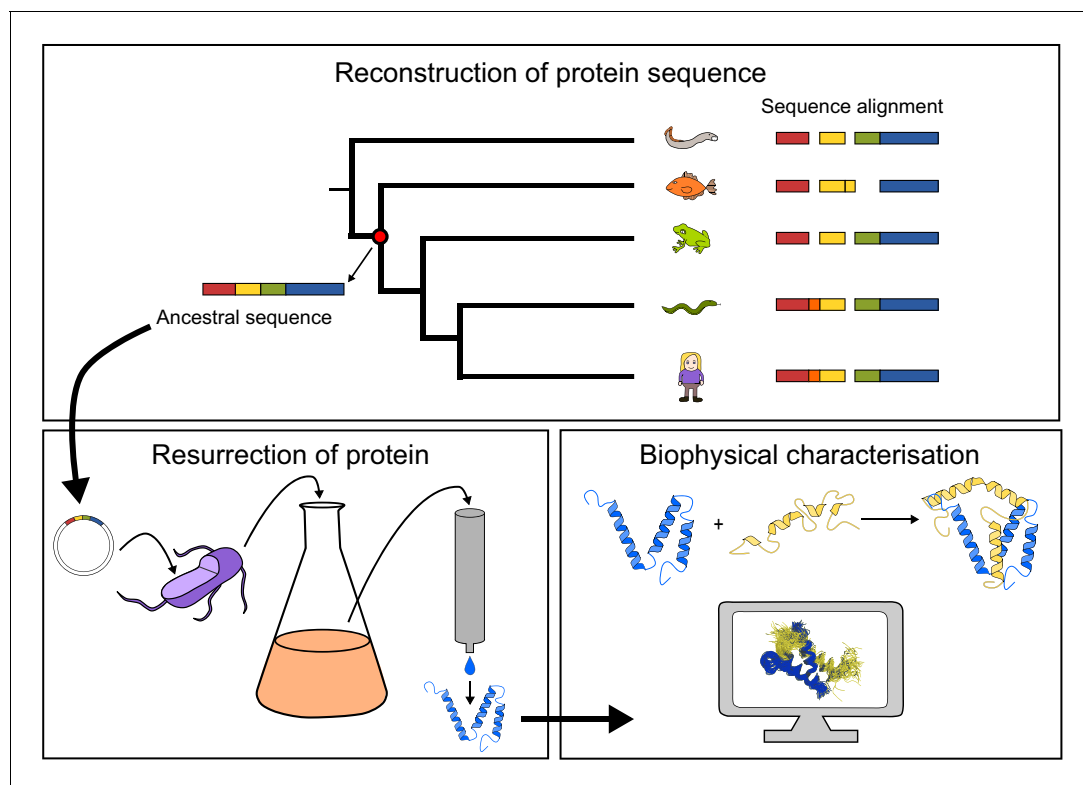 Reconstruction of protein sequence
Sequence alignment
Ancestral sequence
Resurrection of protein
Biophysical characterisation
+